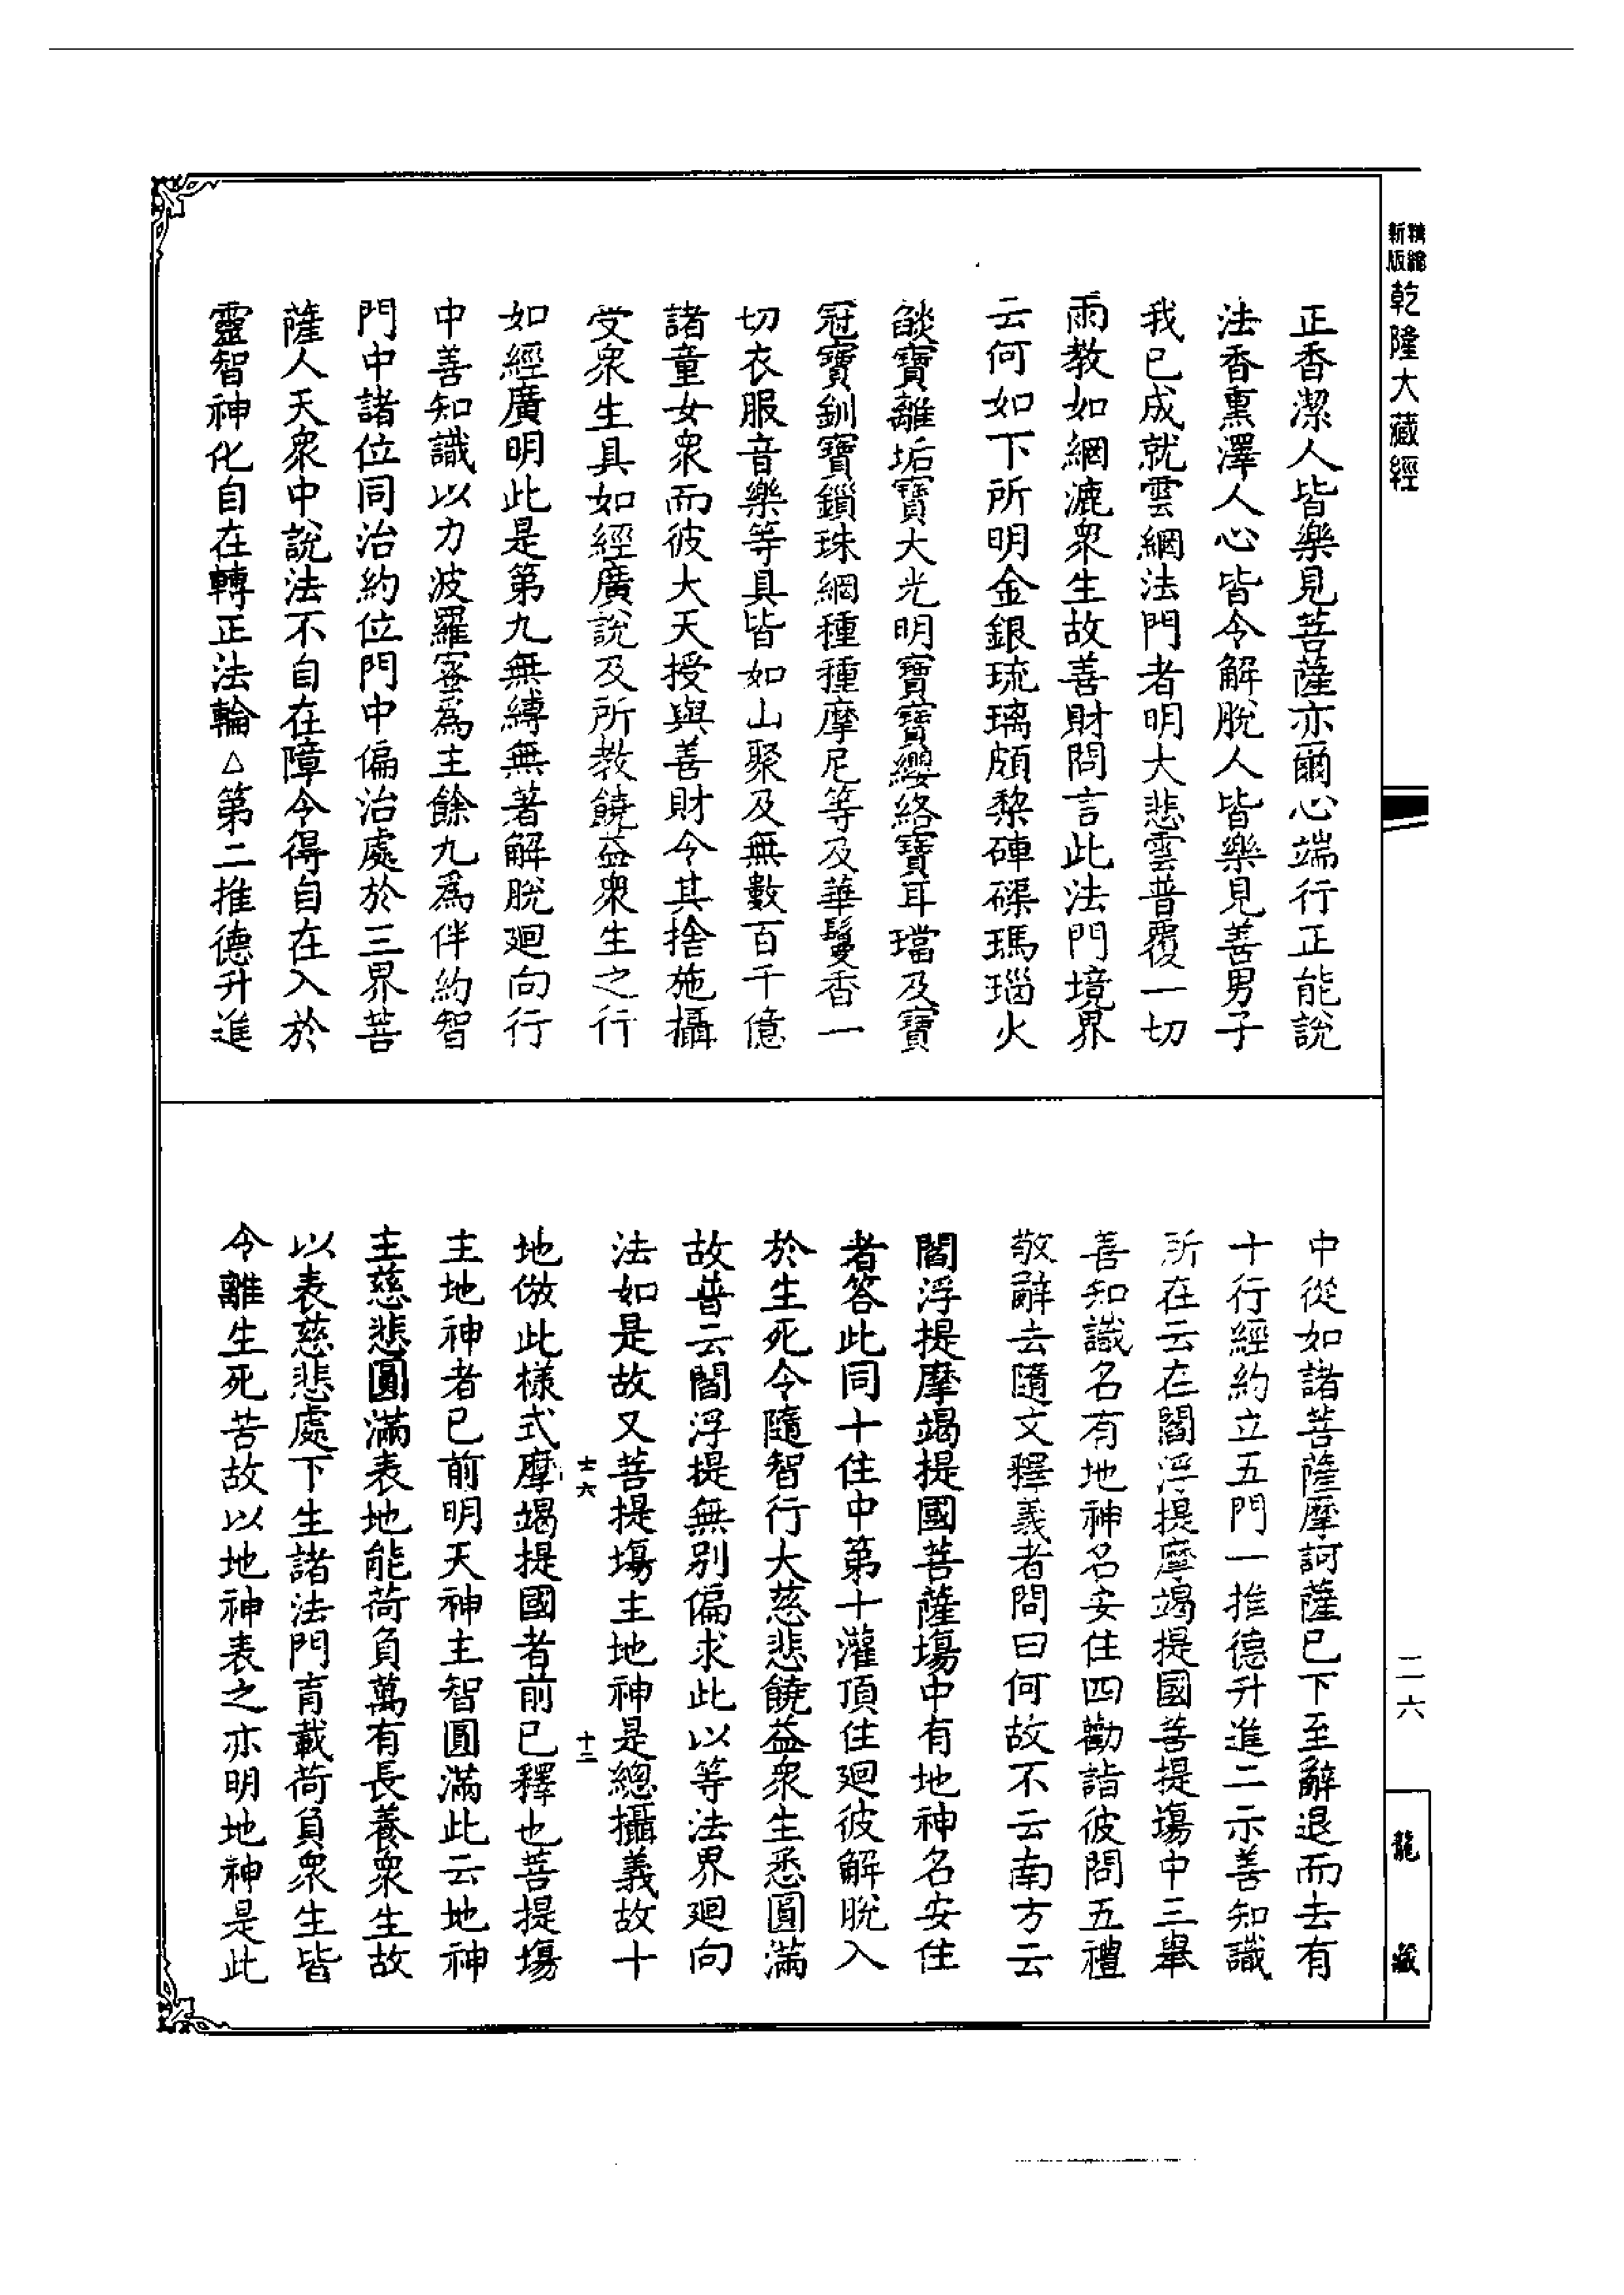 精縮新版
乾隆大藏經
正香潔人皆樂見菩薩亦爾心端行正能說
法香熏澤人心皆令解脫人皆樂見善男子
我已成就雲網法門者明大悲雲普覆一切
雨教如網漉眾生故善財問言此法門境界
云何如下所明金銀琉璃頗黎硨磲瑪瑙火
燄寶離垢寶大光明寶寶纓絡寶耳璫及寶
冠寶釧寶鎖珠網種種摩尼等及華鬘香一
切衣服音樂等具皆如山聚及無數百千億
諸童女眾而彼大天授與善財令其捨施攝
受眾生具如經廣說及所教饒益眾生之行
如經廣明此是第九無縛無著解脫迴向行
中善知識以力波羅蜜為主餘九為伴約智
門中諸位同治約位門中偏治處於三界菩
薩人天眾中說法不自在障令得自在入於
靈智神化自在轉正法輪△第二推德升進
中從如諸菩薩摩訶薩已下至辭退而去有
十行經約立五門一推德升進二示善知識
所在云在閻浮提摩竭提國菩提場中三舉
善知識名有地神名安住四勸詣彼問五禮
敬辭去隨文釋義者問曰何故不云南方云
閻浮提摩竭提國菩薩場中有地神名安住
者答此同十住中第十灌頂住迴彼解脫入
於生死令隨智行大慈悲饒益眾生悉圓滿
故普云閻浮提無別偏求此以等法界迴向
法如是故又菩提場主地神是總攝義故十
士六
十二
地倣此樣式摩竭提國者前已釋也菩提場
主地神者已前明天神主智圓滿此云地神
主慈悲圓滿表地能荷負萬有長養眾生故
以表慈悲處下生諸法門育載荷負眾生皆
令離生死苦故以地神表之亦明地神是此
二六
龍藏